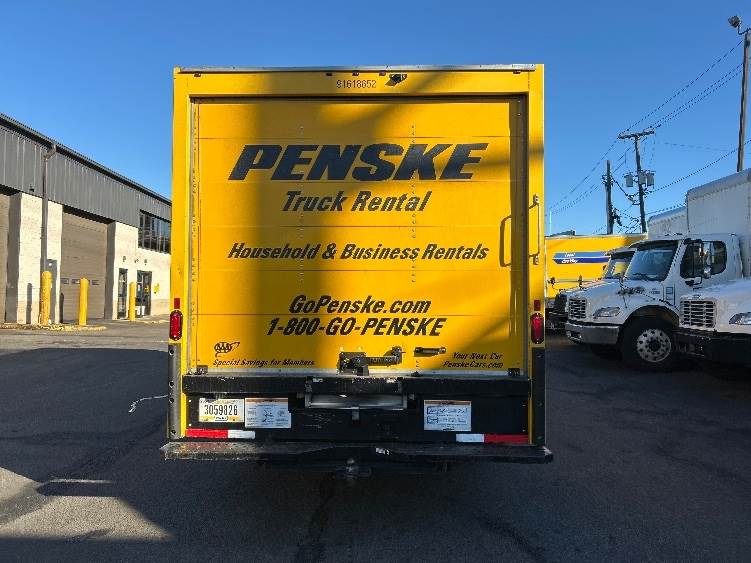 91618652
PENSKE
Truck Rental
Household & Business Rentals
GoPenske.com
1-800-GO-PENSKE
AAA
Special Savings for Members
Your Next Car
PenskeCars.com
3059826